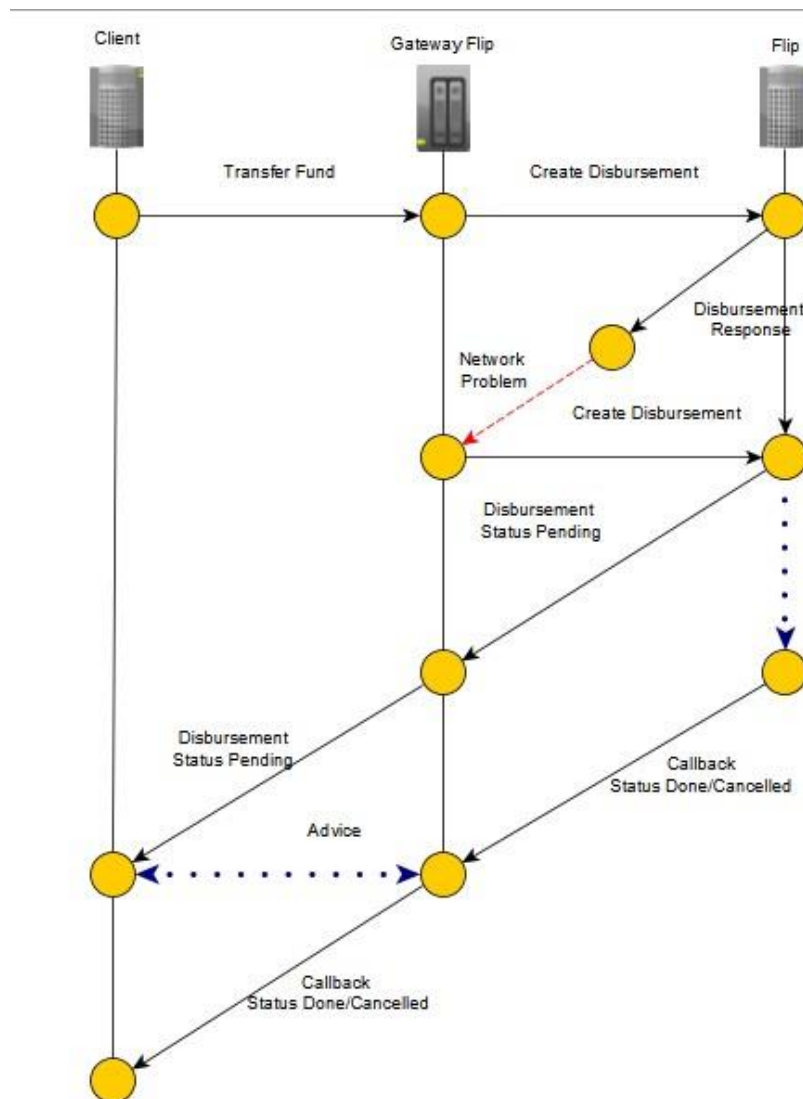 Client
Gateway Flip
Flip
Transfer Fund
Create Disbursement
Disbursement
Response
Network
Problem
Create Disbursement
Disbursement
Status Pending
Disbursement
Status Pending
Callback
Status Done/Cancelled
Advice
Callback
Status Done/Cancelled